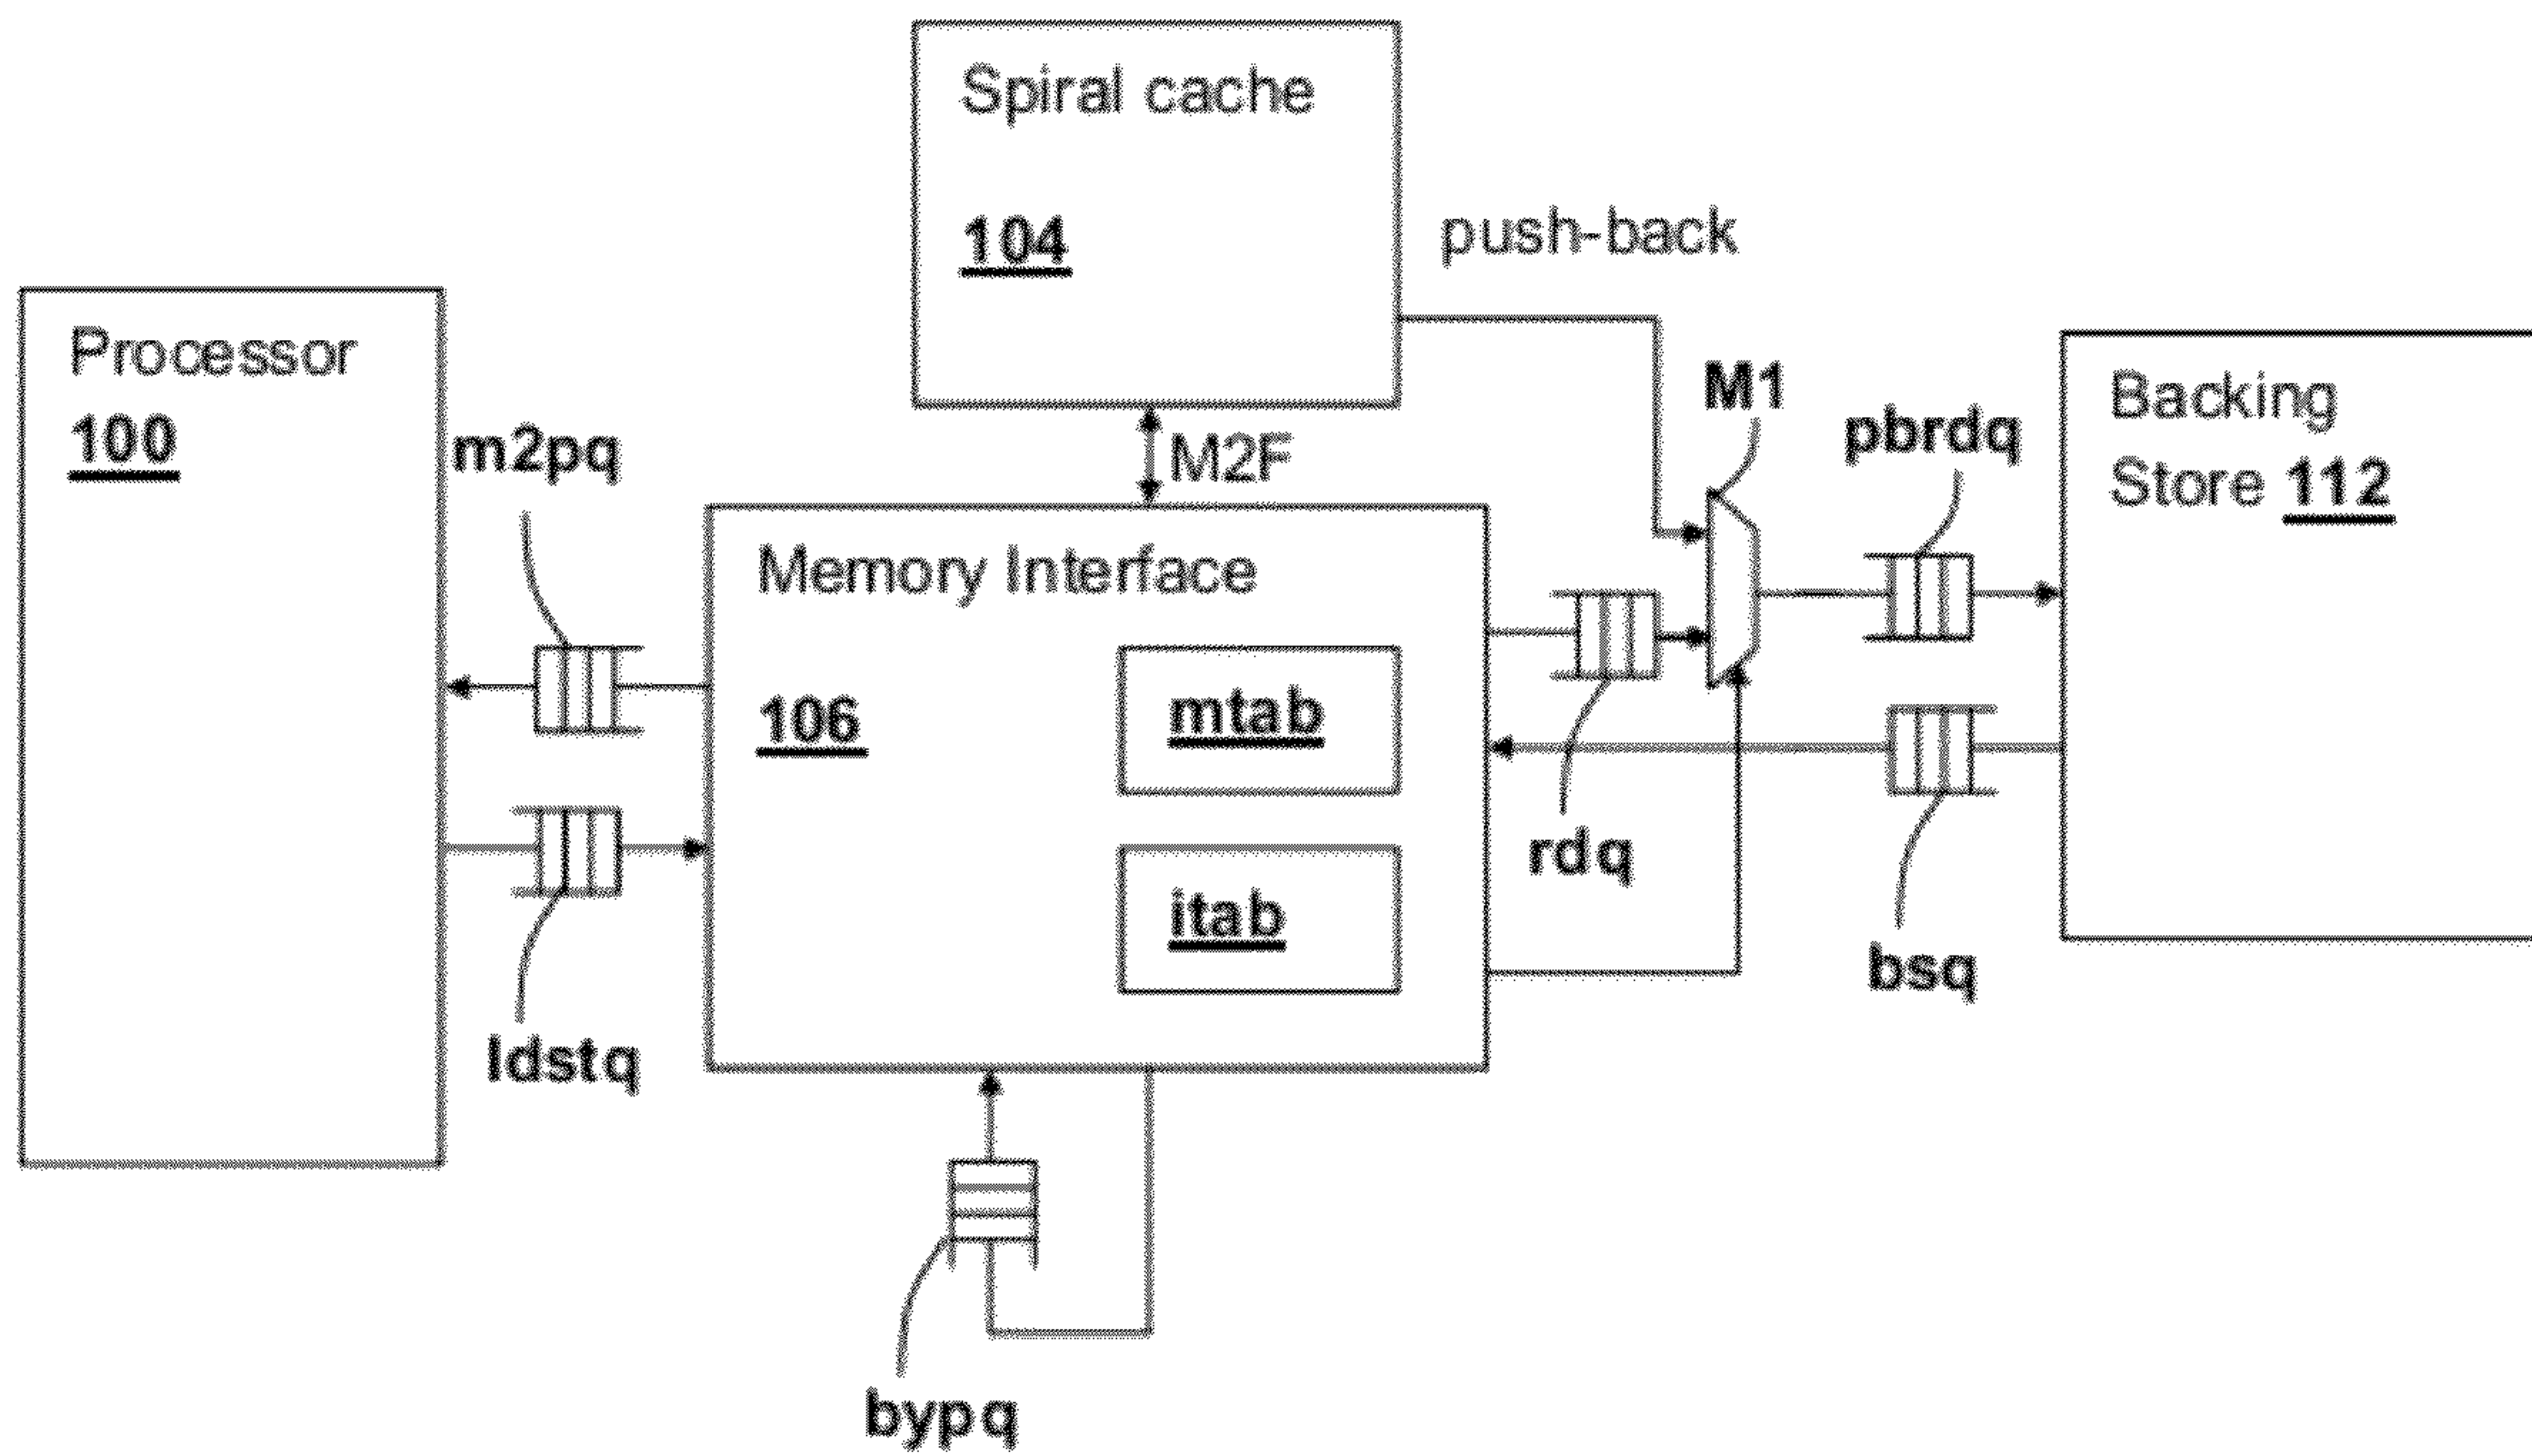 Spiral cache
104
push-back
Processor
100
m2pq
M2F
M1
pbrdq
Backing
Store 112
Memory Interface
106
mtab
itab
rdq
bsq
ldstq
bypq